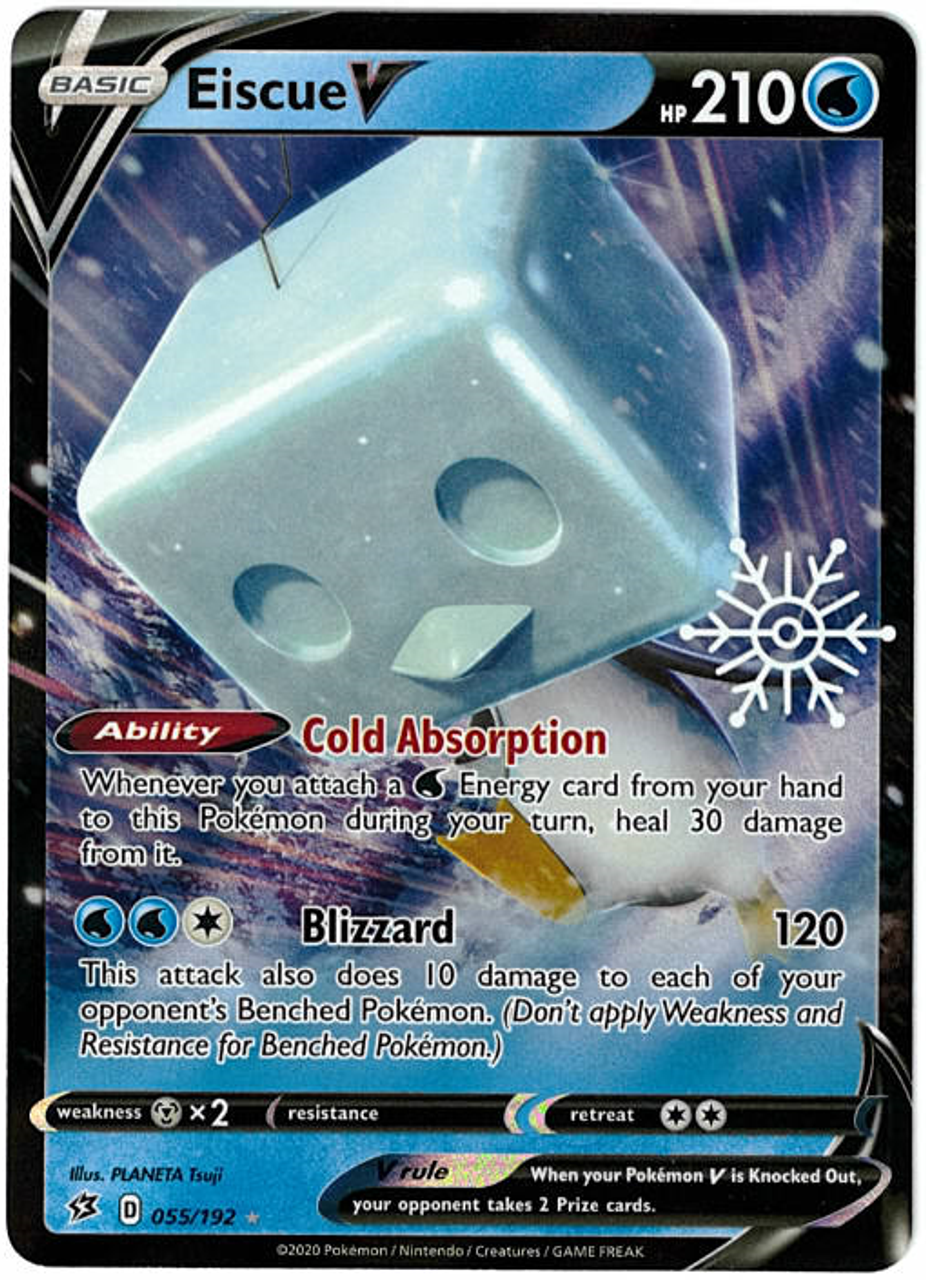 BASIC Eiscue V HP 210
Ability Cold Absorption
Whenever you attach a Energy card from your hand
to this Pokémon during your turn, heal 30 damage
from it.
Blizzard 120
This attack also does 10 damage to each of your
opponent's Benched Pokémon. (Don't apply Weakness and
Resistance for Benched Pokémon.)
weakness ×2 resistance retreat
Illus. PLANETA Tsuji
V rule When your Pokémon V is Knocked Out,
your opponent takes 2 Prize cards.
D 055/192
©2020 Pokémon / Nintendo / Creatures / GAME FREAK